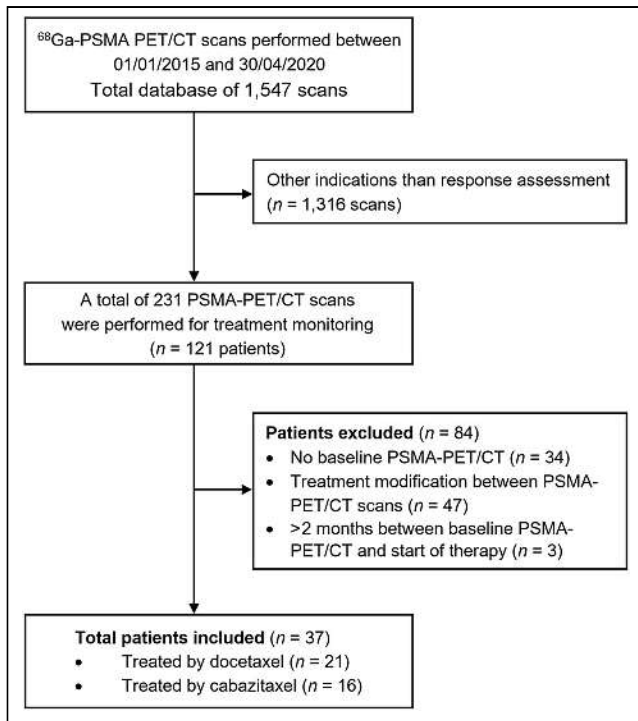 ⁶⁸Ga-PSMA PET/CT scans performed between
01/01/2015 and 30/04/2020
Total database of 1,547 scans
Other indications than response assessment
(n = 1,316 scans)
A total of 231 PSMA-PET/CT scans
were performed for treatment monitoring
(n = 121 patients)
Patients excluded (n = 84)
• No baseline PSMA-PET/CT (n = 34)
• Treatment modification between PSMA-
PET/CT scans (n = 47)
• >2 months between baseline PSMA-
PET/CT and start of therapy (n = 3)
Total patients included (n = 37)
• Treated by docetaxel (n = 21)
• Treated by cabazitaxel (n = 16)